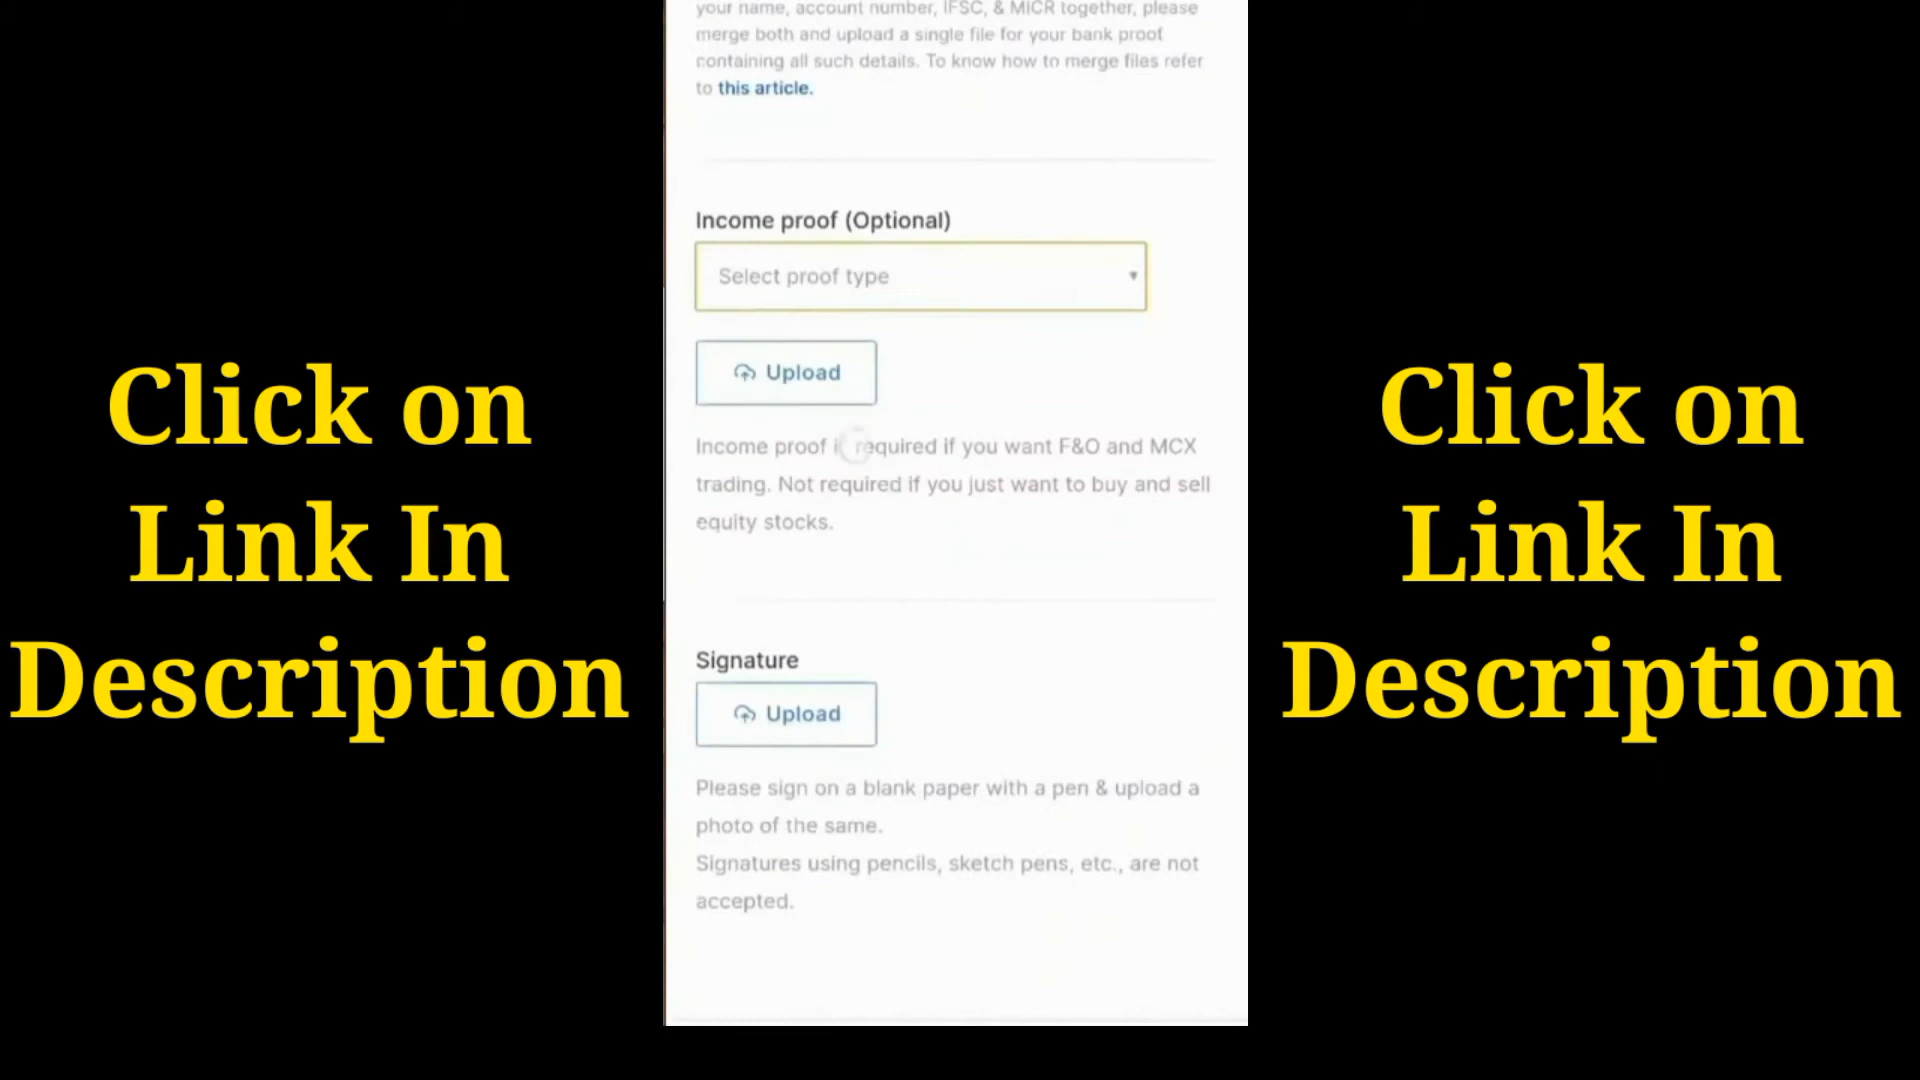 your name, account number, IFSC, & MICR together, please
merge both and upload a single file for your bank proof
containing all such details. To know how to merge files refer
to this article.
Income proof (Optional)
Select proof type
Upload
Income proof is required if you want F&O and MCX
trading. Not required if you just want to buy and sell
equity stocks.
Signature
Upload
Please sign on a blank paper with a pen & upload a
photo of the same.
Signatures using pencils, sketch pens, etc., are not
accepted.
Click on
Link In
Description
Click on
Link In
Description